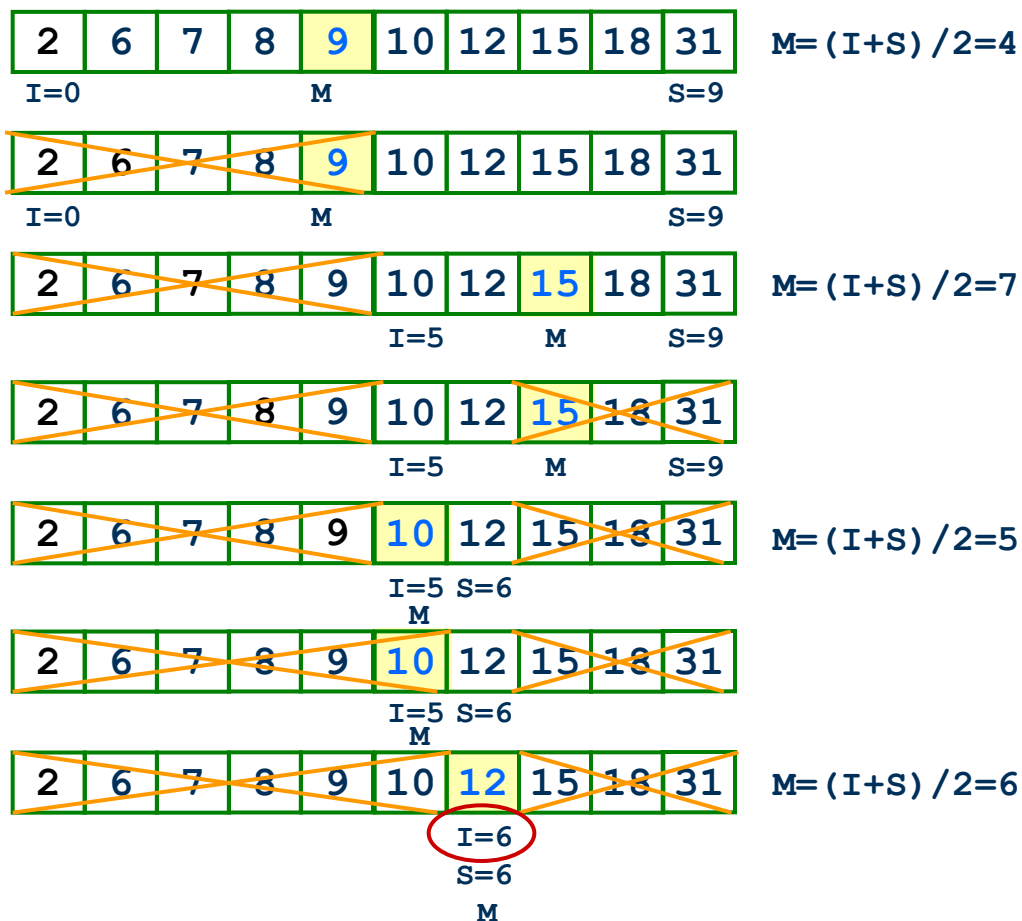 2 6 7 8 9 10 12 15 18 31 M=(I+S)/2=4
I=0 M S=9
2 6 7 8 9 10 12 15 18 31
I=0 M S=9
2 6 7 8 9 10 12 15 18 31 M=(I+S)/2=7
I=5 M S=9
2 6 7 8 9 10 12 15 18 31
I=5 M S=9
2 6 7 8 9 10 12 15 18 31 M=(I+S)/2=5
I=5 S=6
M
2 6 7 8 9 10 12 15 18 31
I=5 S=6
M
2 6 7 8 9 10 12 15 18 31 M=(I+S)/2=6
I=6
S=6
M